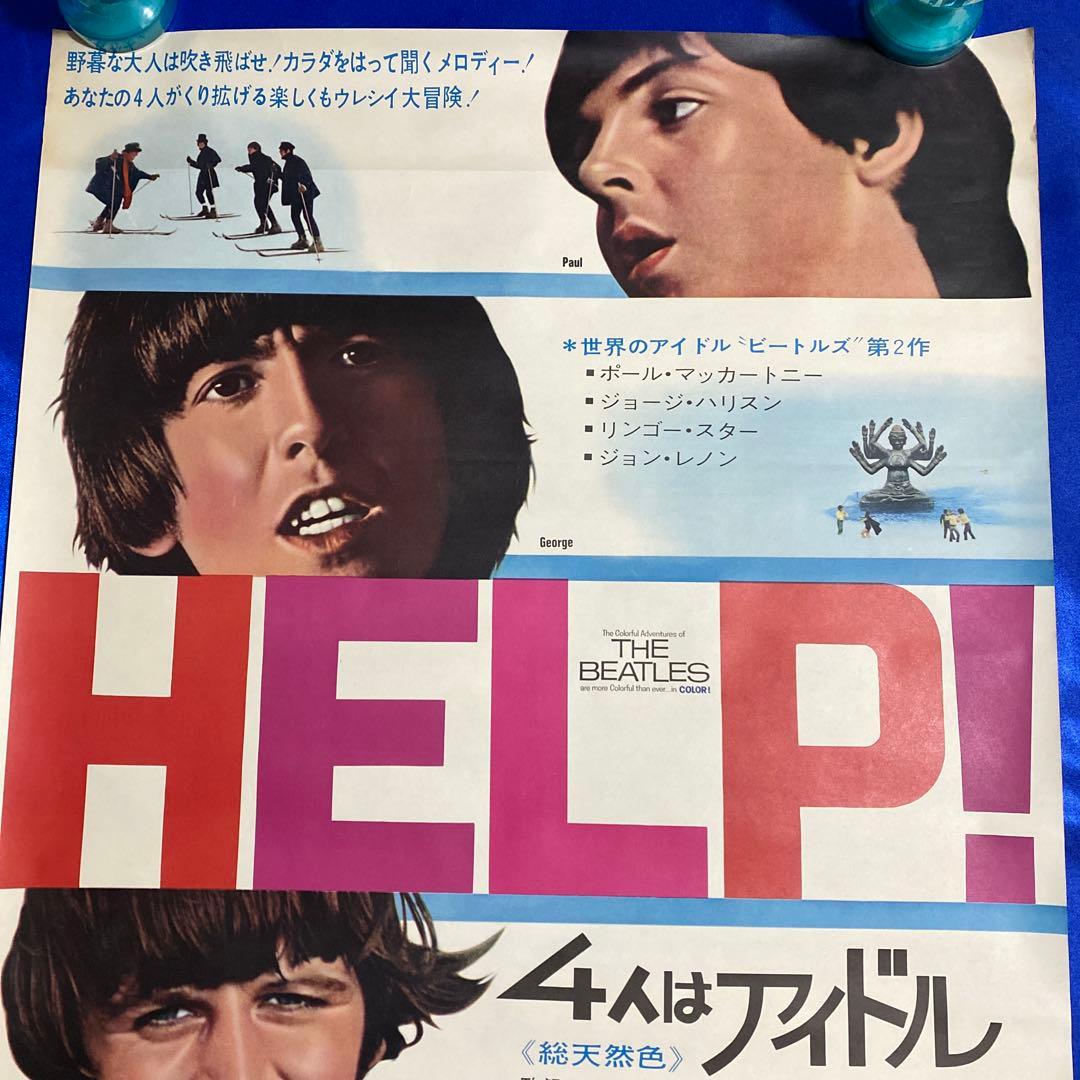 野暮な大人は吹き飛ばせ!カラダをはって聞くメロディー!
あなたの4人がくり拡げる楽しくもウレシイ大冒険!
Paul
*世界のアイドル〝ビートルズ〞第2作
■ポール・マッカートニー
■ジョージ・ハリスン
■リンゴー・スター
■ジョン・レノン
George
HELP!
The Colorful Adventures of
THE
BEATLES
are more Colorful than ever...in COLOR!
4人はアイドル
《総天然色》